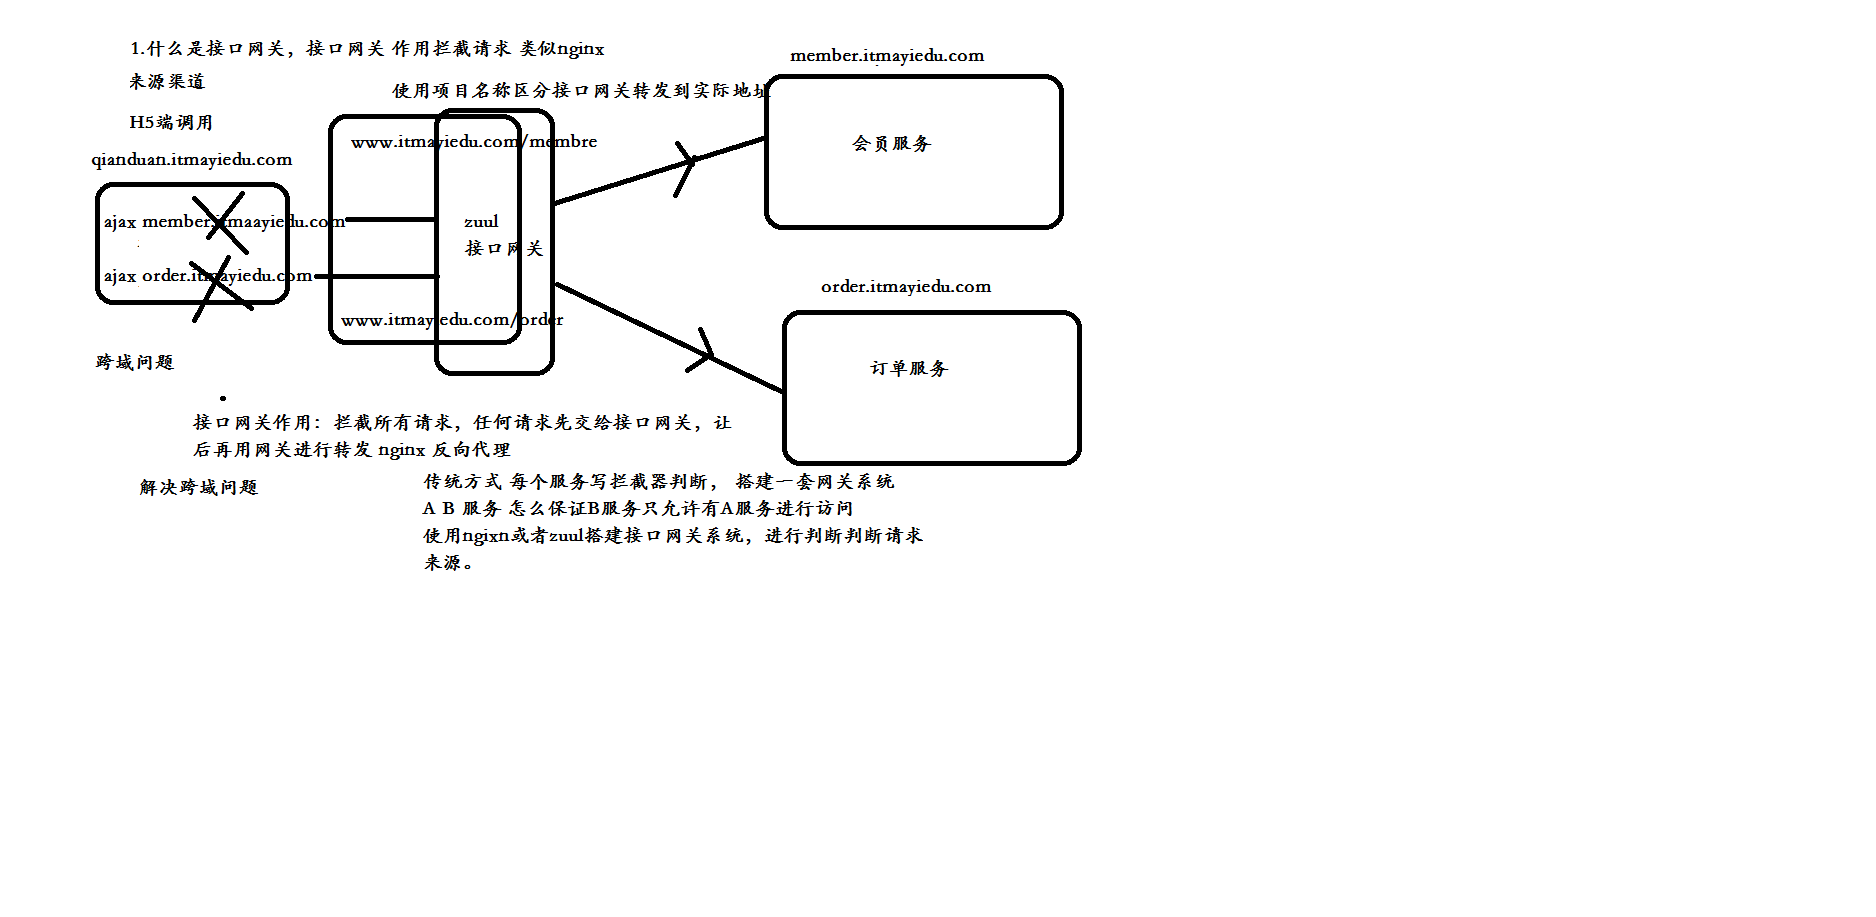 1.什么是接口网关，接口网关 作用拦截请求 类似nginx
来源渠道
使用项目名称区分接口网关转发到实际地址
member.itmayiedu.com
H5端调用
qianduan.itmayiedu.com
www.itmayiedu.com/membre
会员服务
ajax member.itmaayiedu.com
zuul
接口网关
ajax order.itmayiedu.com
order.itmayiedu.com
www.itmayiedu.com/order
跨域问题
订单服务
接口网关作用：拦截所有请求，任何请求先交给接口网关，让
后再用网关进行转发 nginx 反向代理
解决跨域问题
传统方式 每个服务写拦截器判断， 搭建一套网关系统
A B 服务 怎么保证B服务只允许有A服务进行访问
使用ngixn或者zuul搭建接口网关系统，进行判断判断请求
来源。